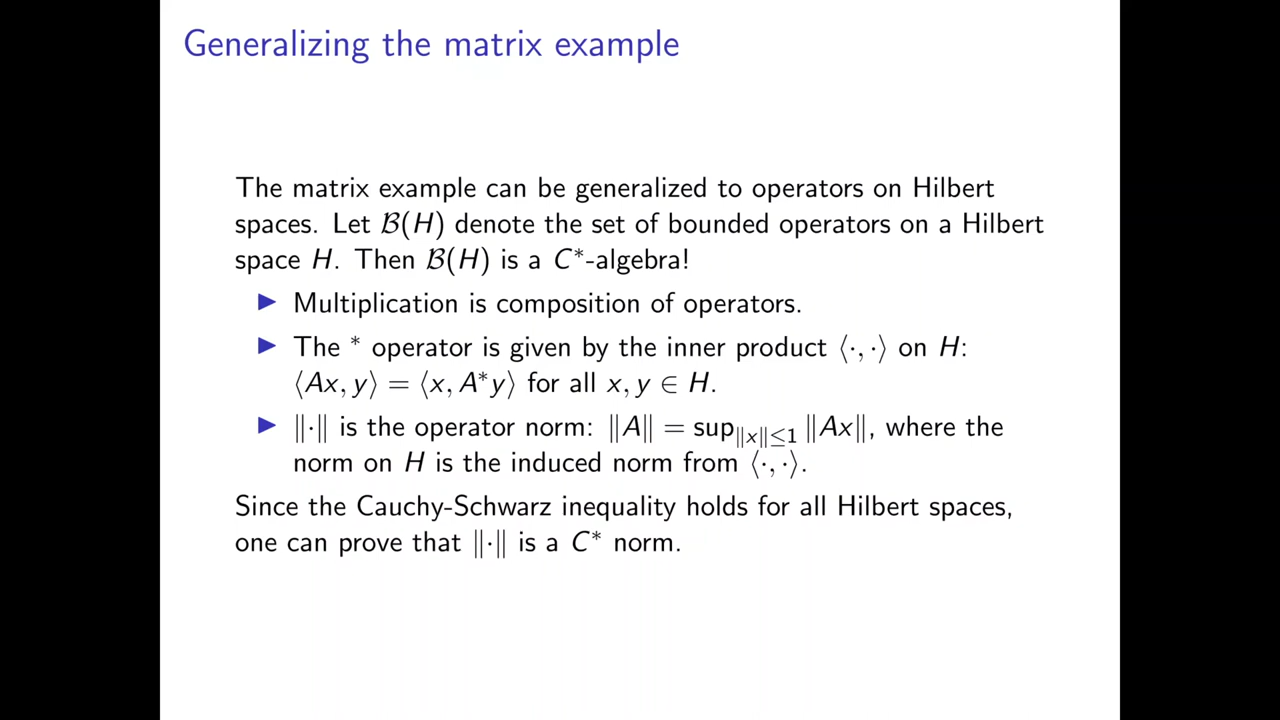 Generalizing the matrix example
The matrix example can be generalized to operators on Hilbert
spaces. Let ℬ(H) denote the set of bounded operators on a Hilbert
space H. Then ℬ(H) is a C*-algebra!
▶ Multiplication is composition of operators.
▶ The * operator is given by the inner product ⟨·, ·⟩ on H:
⟨Ax, y⟩ = ⟨x, A*y⟩ for all x, y ∈ H.
▶ ‖·‖ is the operator norm: ‖A‖ = sup_{‖x‖≤1} ‖Ax‖, where the
norm on H is the induced norm from ⟨·, ·⟩.
Since the Cauchy-Schwarz inequality holds for all Hilbert spaces,
one can prove that ‖·‖ is a C* norm.